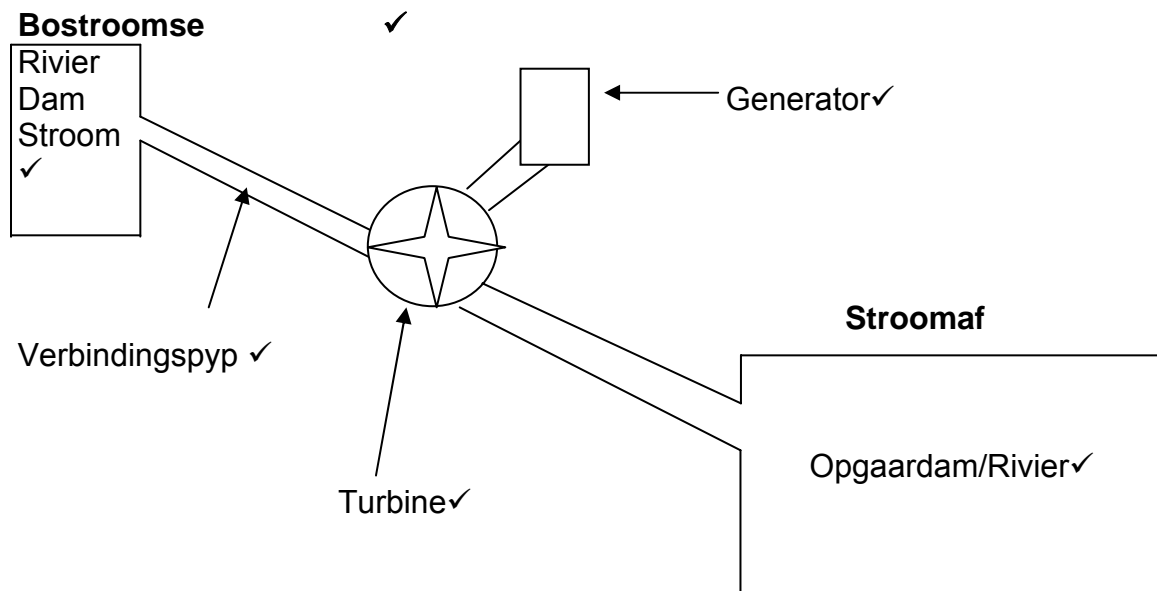 Bostroomse ✓
Rivier
Dam
Stroom
✓
Generator✓
Verbindingspyp ✓
Stroomaf
Turbine✓
Opgaardam/Rivier✓